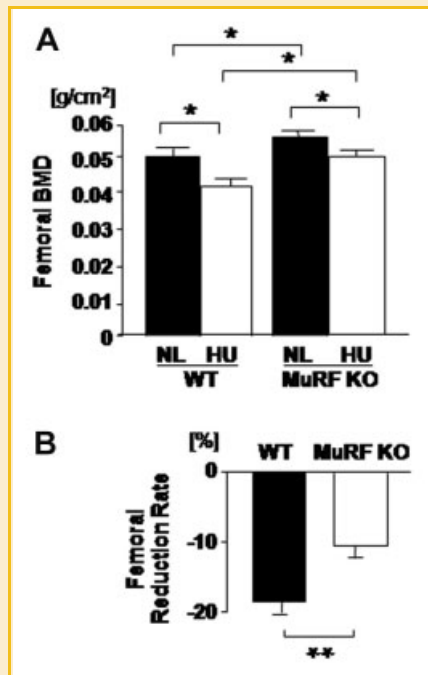 A
*
*
[g/cm²]
*
*
0.06
0.05
0.04
0.03
0.02
0.01
0
Femoral BMD
NL HU NL HU
WT MuRF KO
B
[%]
WT MuRF KO
0
-10
-20
Femoral
Reduction Rate
**